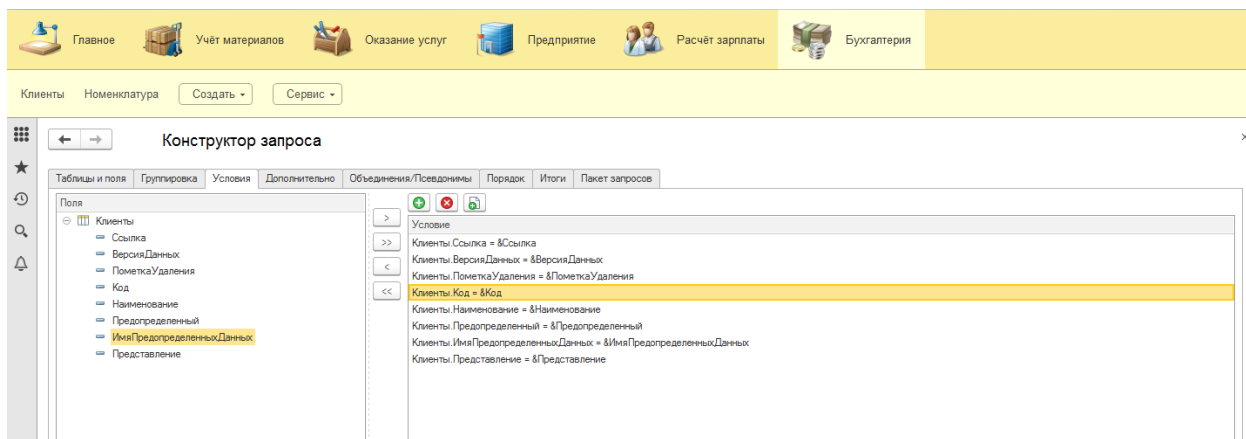 Главное Учёт материалов Оказание услуг Предприятие Расчёт зарплаты Бухгалтерия
Клиенты Номенклатура Создать Сервис
Конструктор запроса
Таблицы и поля Группировка Условия Дополнительно Объединения/Псевдонимы Порядок Итоги Пакет запросов
Поля
Клиенты
Ссылка
ВерсияДанных
ПометкаУдаления
Код
Наименование
Предопределенный
ИмяПредопределенныхДанных
Представление
>
>>
<
<<
Условие
Клиенты.Ссылка = &Ссылка
Клиенты.ВерсияДанных = &ВерсияДанных
Клиенты.ПометкаУдаления = &ПометкаУдаления
Клиенты.Код = &Код
Клиенты.Наименование = &Наименование
Клиенты.Предопределенный = &Предопределенный
Клиенты.ИмяПредопределенныхДанных = &ИмяПредопределенныхДанных
Клиенты.Представление = &Представление